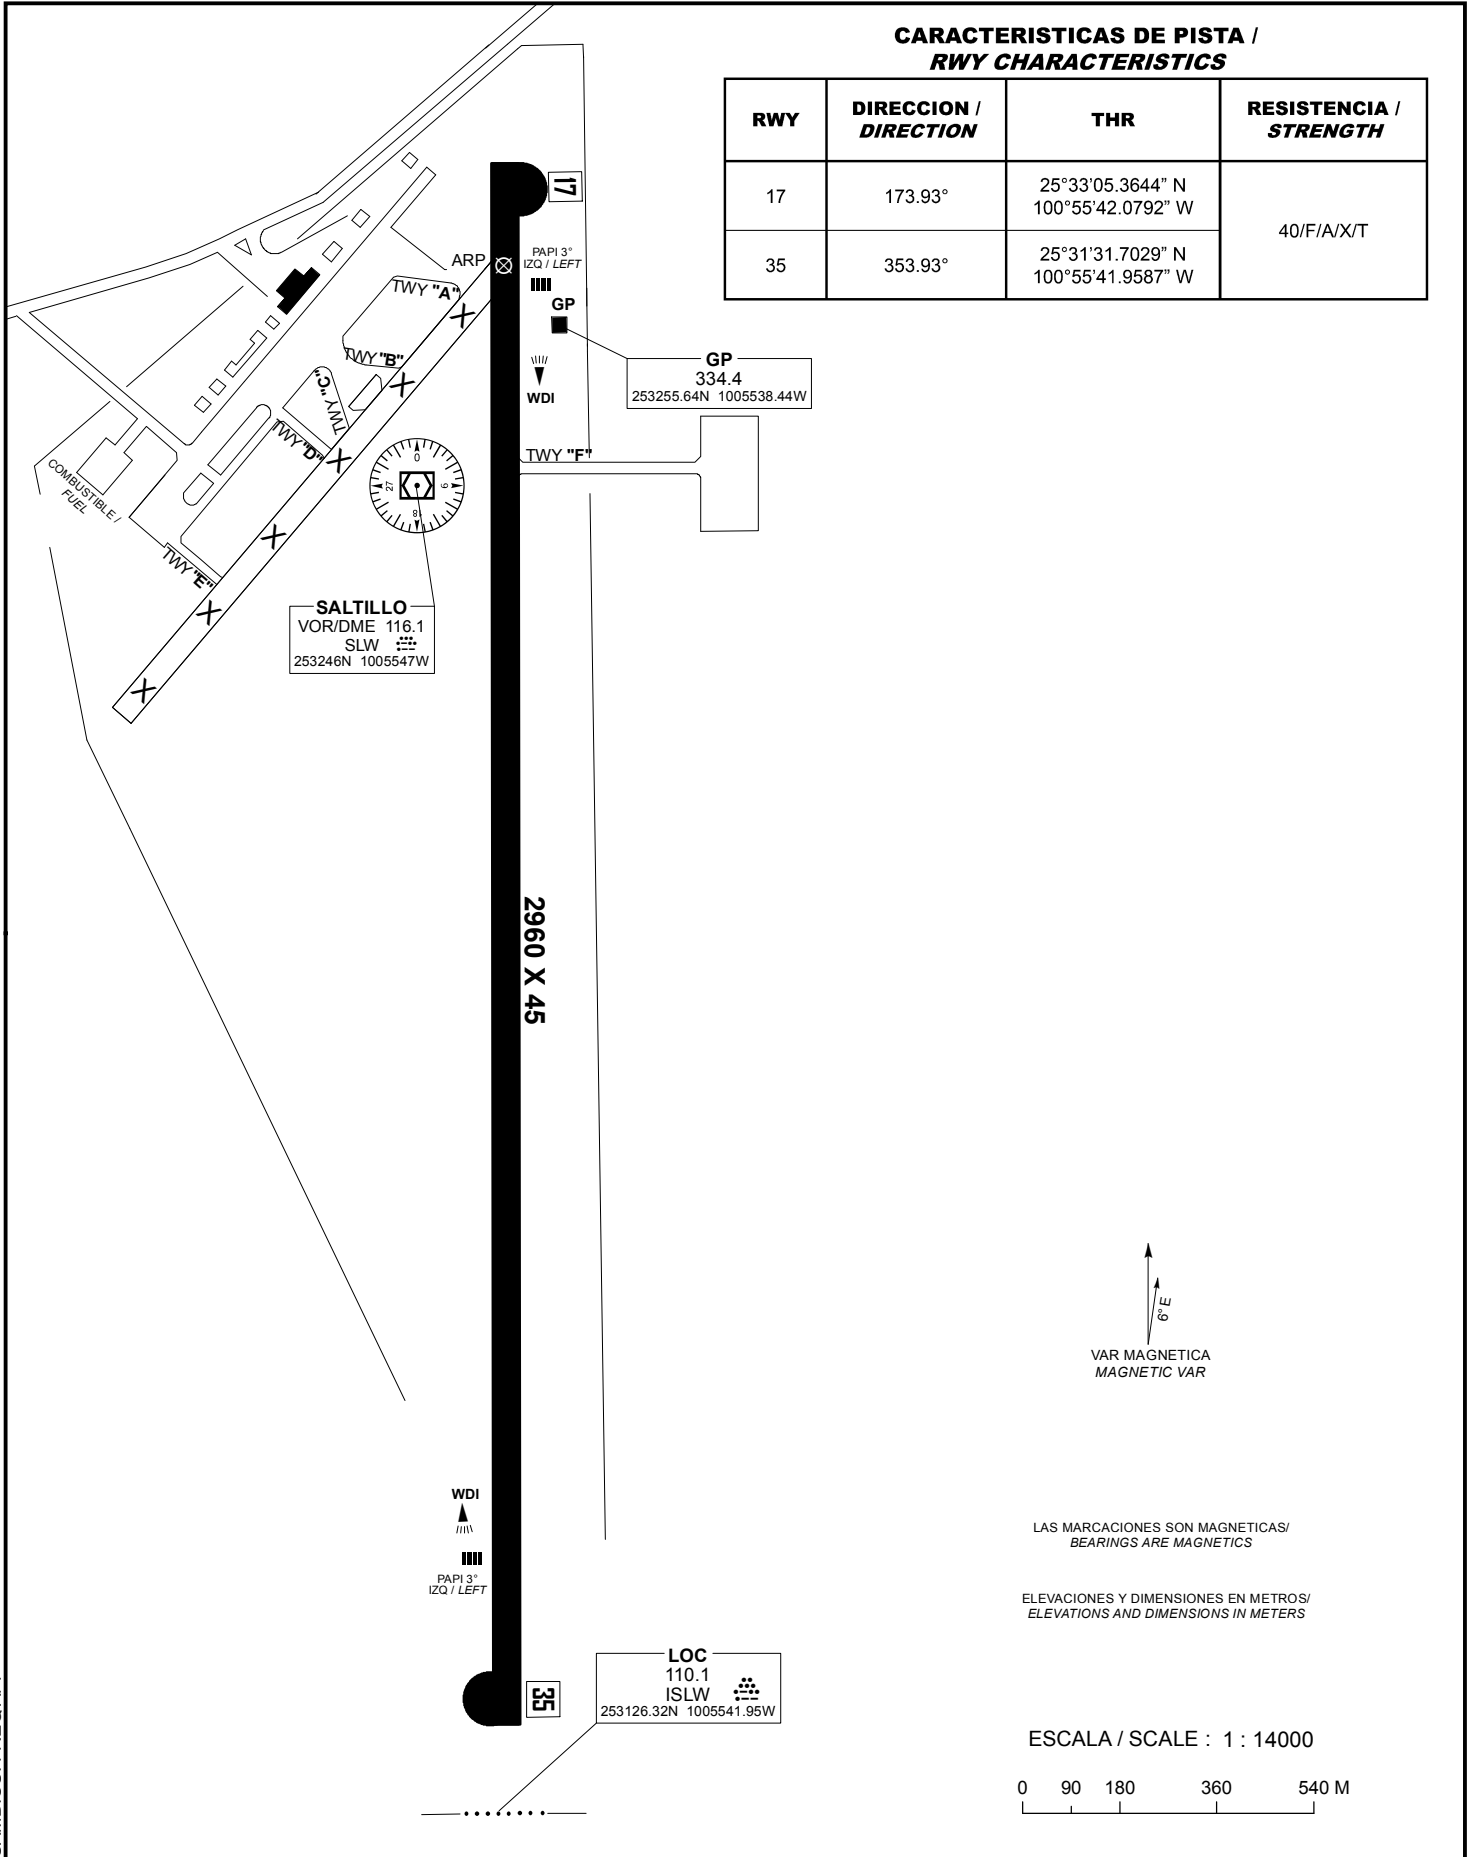 CARACTERISTICAS DE PISTA /
RWY CHARACTERISTICS
RWY
DIRECCION /
DIRECTION
THR
RESISTENCIA /
STRENGTH
17
173.93°
25°33'05.3644” N
100°55'42.0792” W
40/F/A/X/T
35
353.93°
25°31'31.7029” N
100°55'41.9587” W
17
ARP
PAPI 3°
IZQ / LEFT
GP
WDI
GP
334.4
253255.64N 1005538.44W
TWY "A"
TWY "B"
TWY "C"
TWY "D"
TWY "E"
TWY "F"
COMBUSTIBLE /
FUEL
0
9
18
27
SALTILLO
VOR/DME 116.1
SLW
253246N 1005547W
X
X
X
X
X
X
2960 X 45
6° E
VAR MAGNETICA
MAGNETIC VAR
WDI
PAPI 3°
IZQ / LEFT
LAS MARCACIONES SON MAGNETICAS/
BEARINGS ARE MAGNETICS
ELEVACIONES Y DIMENSIONES EN METROS/
ELEVATIONS AND DIMENSIONS IN METERS
35
LOC
110.1
ISLW
253126.32N 1005541.95W
ESCALA / SCALE : 1 : 14000
0 90 180 360 540 M